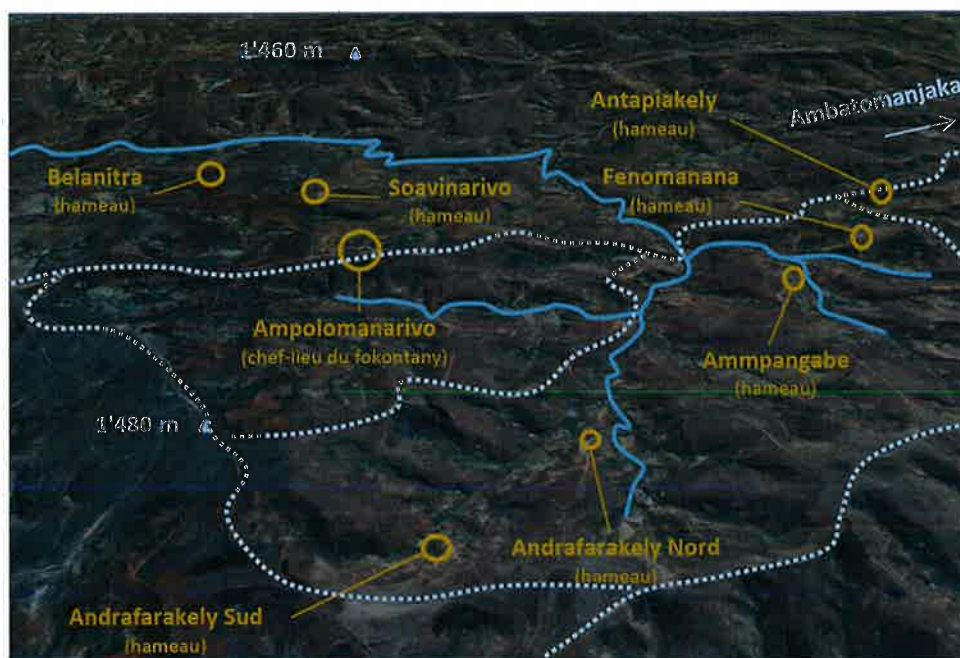 1'460 m
Antapiakely
(hameau)
Ambatomanjaka
Belanitra
(hameau)
Soavinarivo
(hameau)
Fenomanana
(hameau)
Ampolomanarivo
(chef-lieu du fokontany)
Ammpangabe
(hameau)
1'480 m
Andrafarakely Nord
(hameau)
Andrafarakely Sud
(hameau)